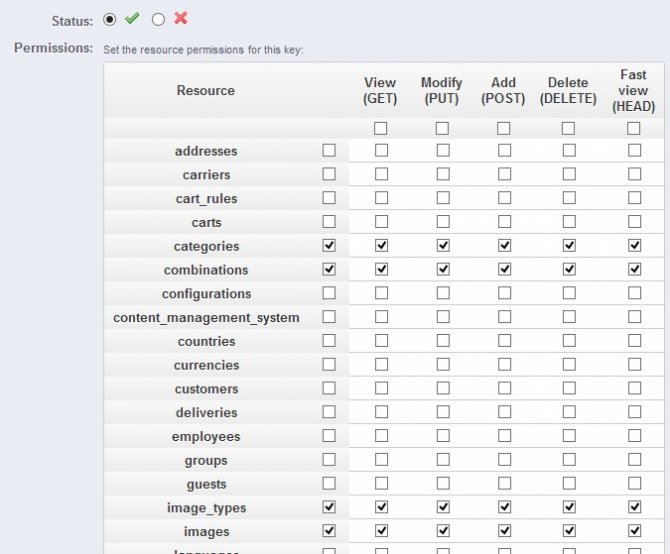 Status:
Permissions: Set the resource permissions for this key:
Resource View (GET) Modify (PUT) Add (POST) Delete (DELETE) Fast view (HEAD)
addresses
carriers
cart_rules
carts
categories
combinations
configurations
content_management_system
countries
currencies
customers
deliveries
employees
groups
guests
image_types
images